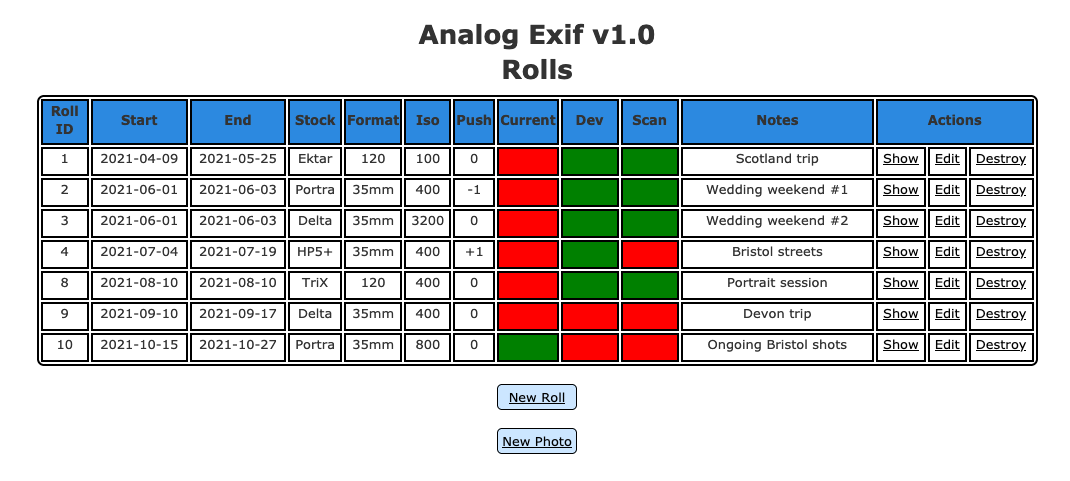 Analog Exif v1.0
Rolls
Roll ID Start End Stock Format Iso Push Current Dev Scan Notes Actions
1 2021-04-09 2021-05-25 Ektar 120 100 0 Scotland trip Show Edit Destroy
2 2021-06-01 2021-06-03 Portra 35mm 400 -1 Wedding weekend #1 Show Edit Destroy
3 2021-06-01 2021-06-03 Delta 35mm 3200 0 Wedding weekend #2 Show Edit Destroy
4 2021-07-04 2021-07-19 HP5+ 35mm 400 +1 Bristol streets Show Edit Destroy
8 2021-08-10 2021-08-10 TriX 120 400 0 Portrait session Show Edit Destroy
9 2021-09-10 2021-09-17 Delta 35mm 400 0 Devon trip Show Edit Destroy
10 2021-10-15 2021-10-27 Portra 35mm 800 0 Ongoing Bristol shots Show Edit Destroy
New Roll
New Photo